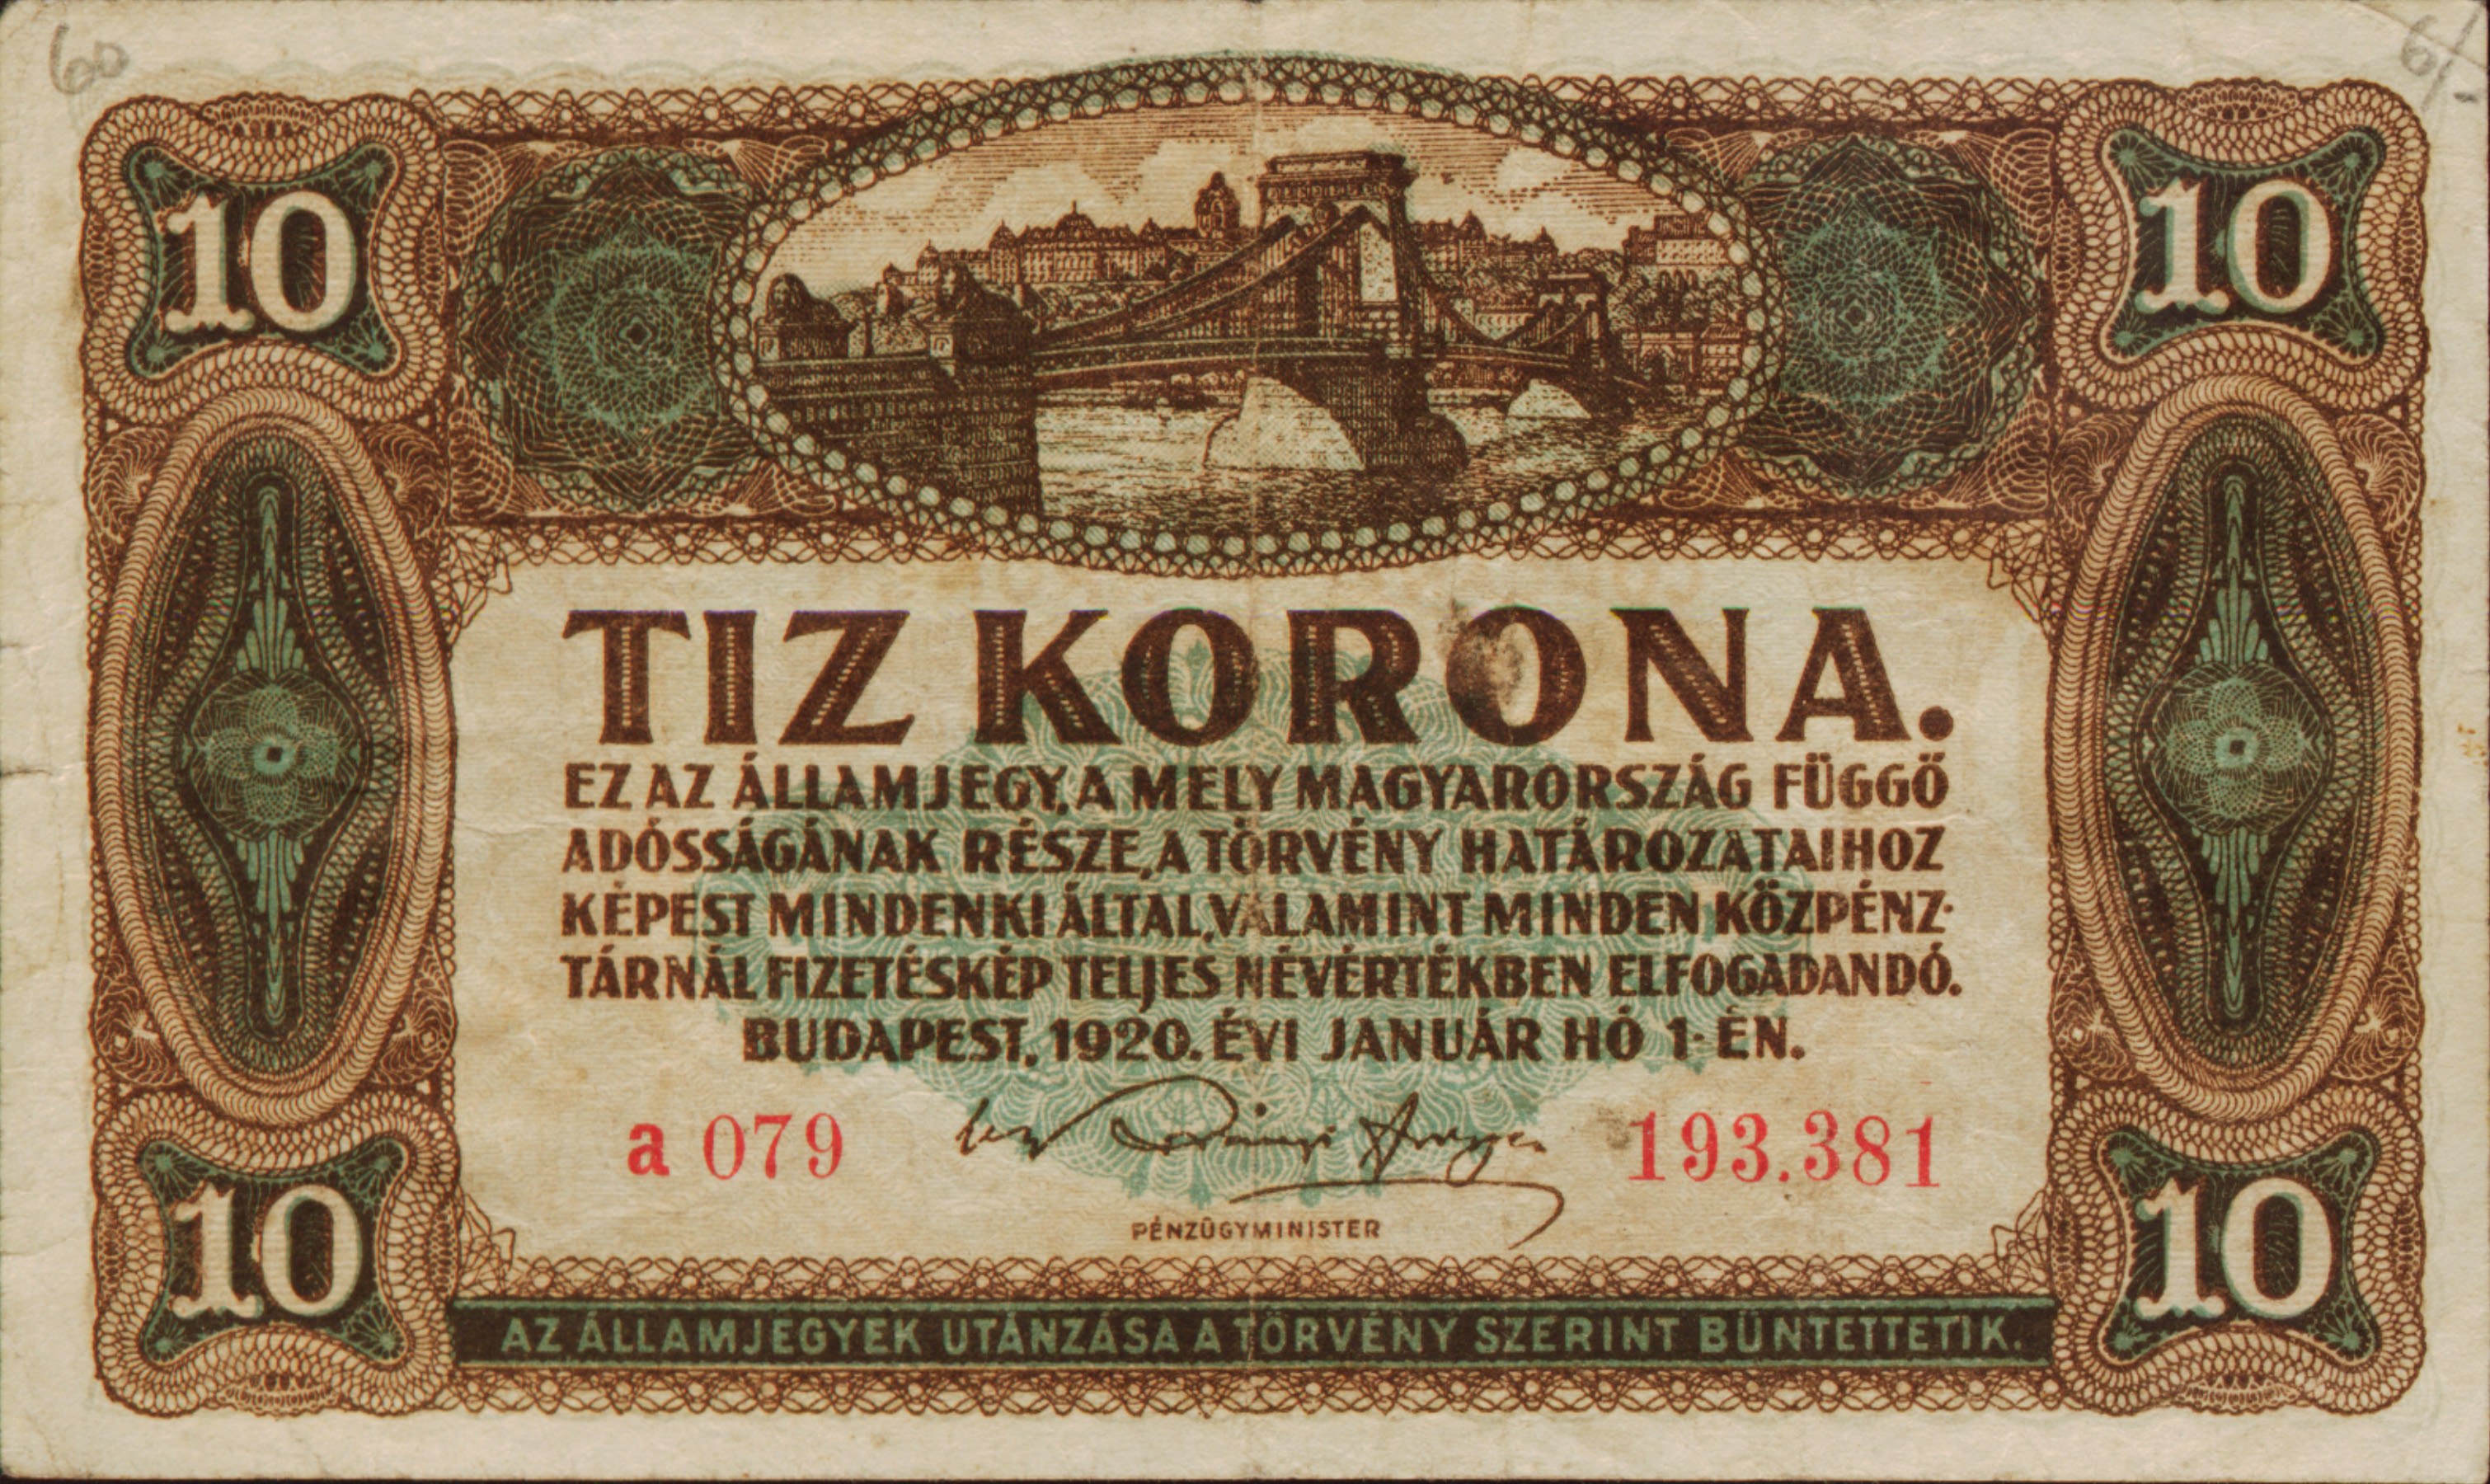 60
6/-
10
10
TIZ KORONA.
EZ AZ ÁLLAMJEGY, A MELY MAGYARORSZÁG FÜGGŐ
ADÓSSÁGÁNAK RÉSZE, A TÖRVÉNY HATÁROZATAIHOZ
KÉPEST MINDENKI ÁLTAL, VALAMINT MINDEN KÖZPÉNZ-
TÁRNÁL FIZETÉSKÉP TELJES NÉVÉRTÉKBEN ELFOGADANDÓ.
BUDAPEST, 1920. ÉVI JANUÁR HÓ 1-ÉN.
a 079
193.381
PÉNZÜGYMINISTER
10
10
AZ ÁLLAMJEGYEK UTÁNZÁSA A TÖRVÉNY SZERINT BÜNTETTETIK.